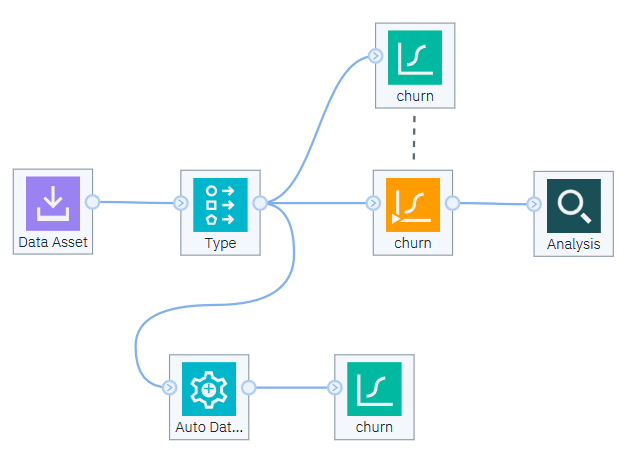 churn
Data Asset
Type
churn
Analysis
Auto Dat...
churn